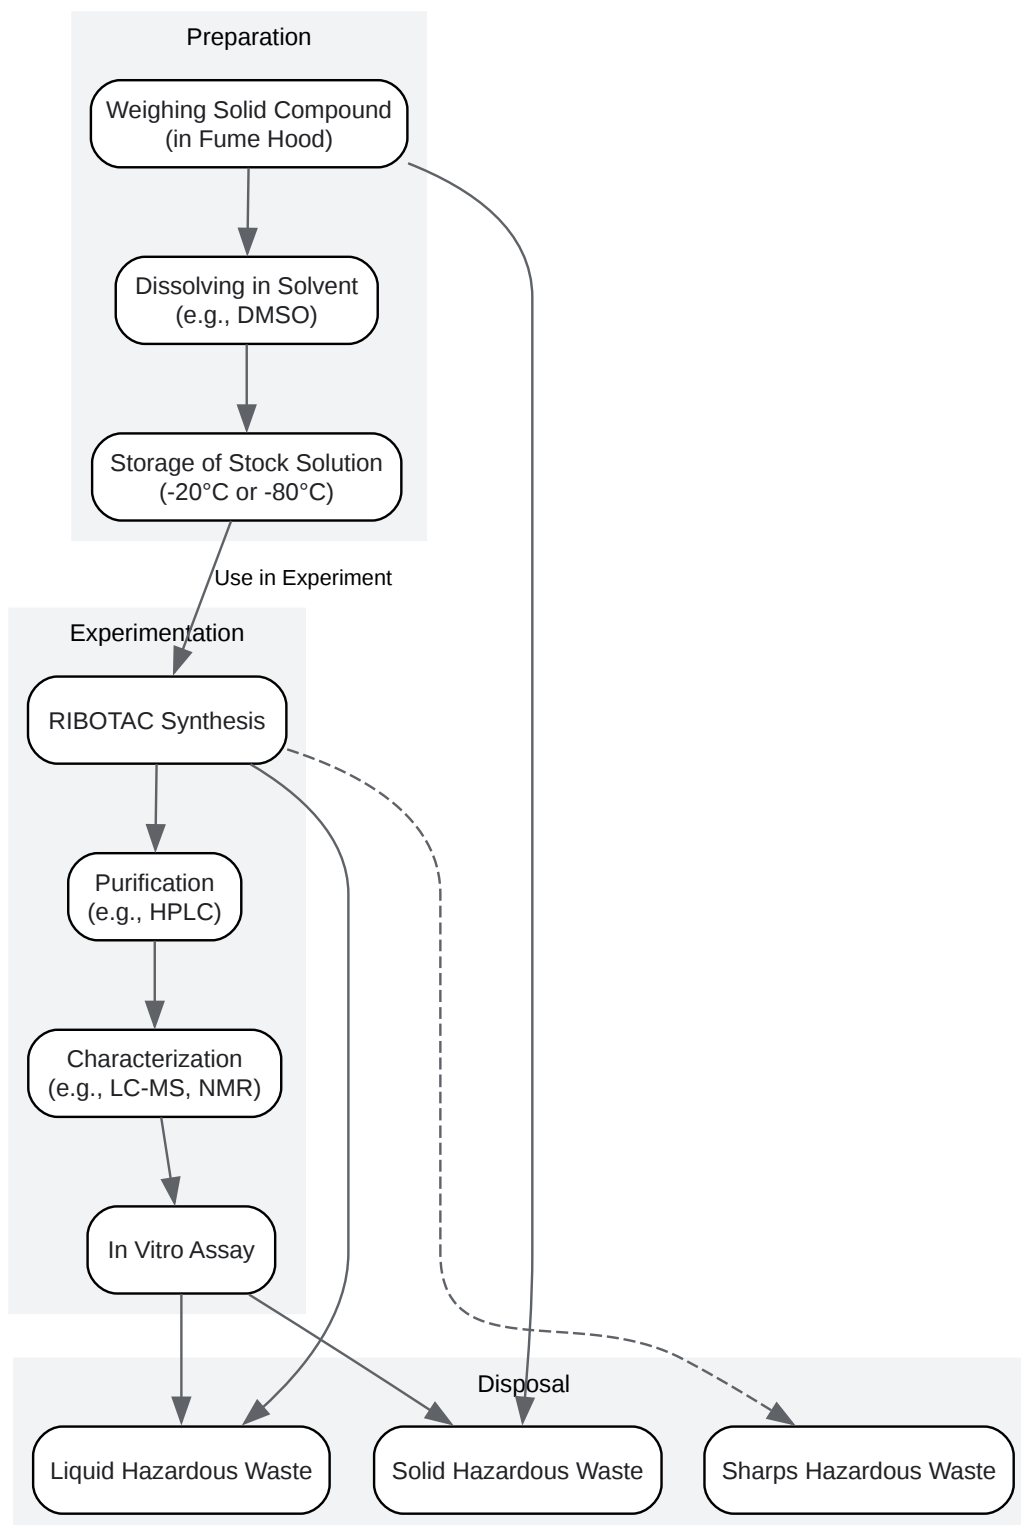 Preparation
Weighing Solid Compound
(in Fume Hood)
Dissolving in Solvent
(e.g., DMSO)
Storage of Stock Solution
(-20°C or -80°C)
Use in Experiment
Experimentation
RIBOTAC Synthesis
Purification
(e.g., HPLC)
Characterization
(e.g., LC-MS, NMR)
In Vitro Assay
Disposal
Liquid Hazardous Waste
Solid Hazardous Waste
Sharps Hazardous Waste